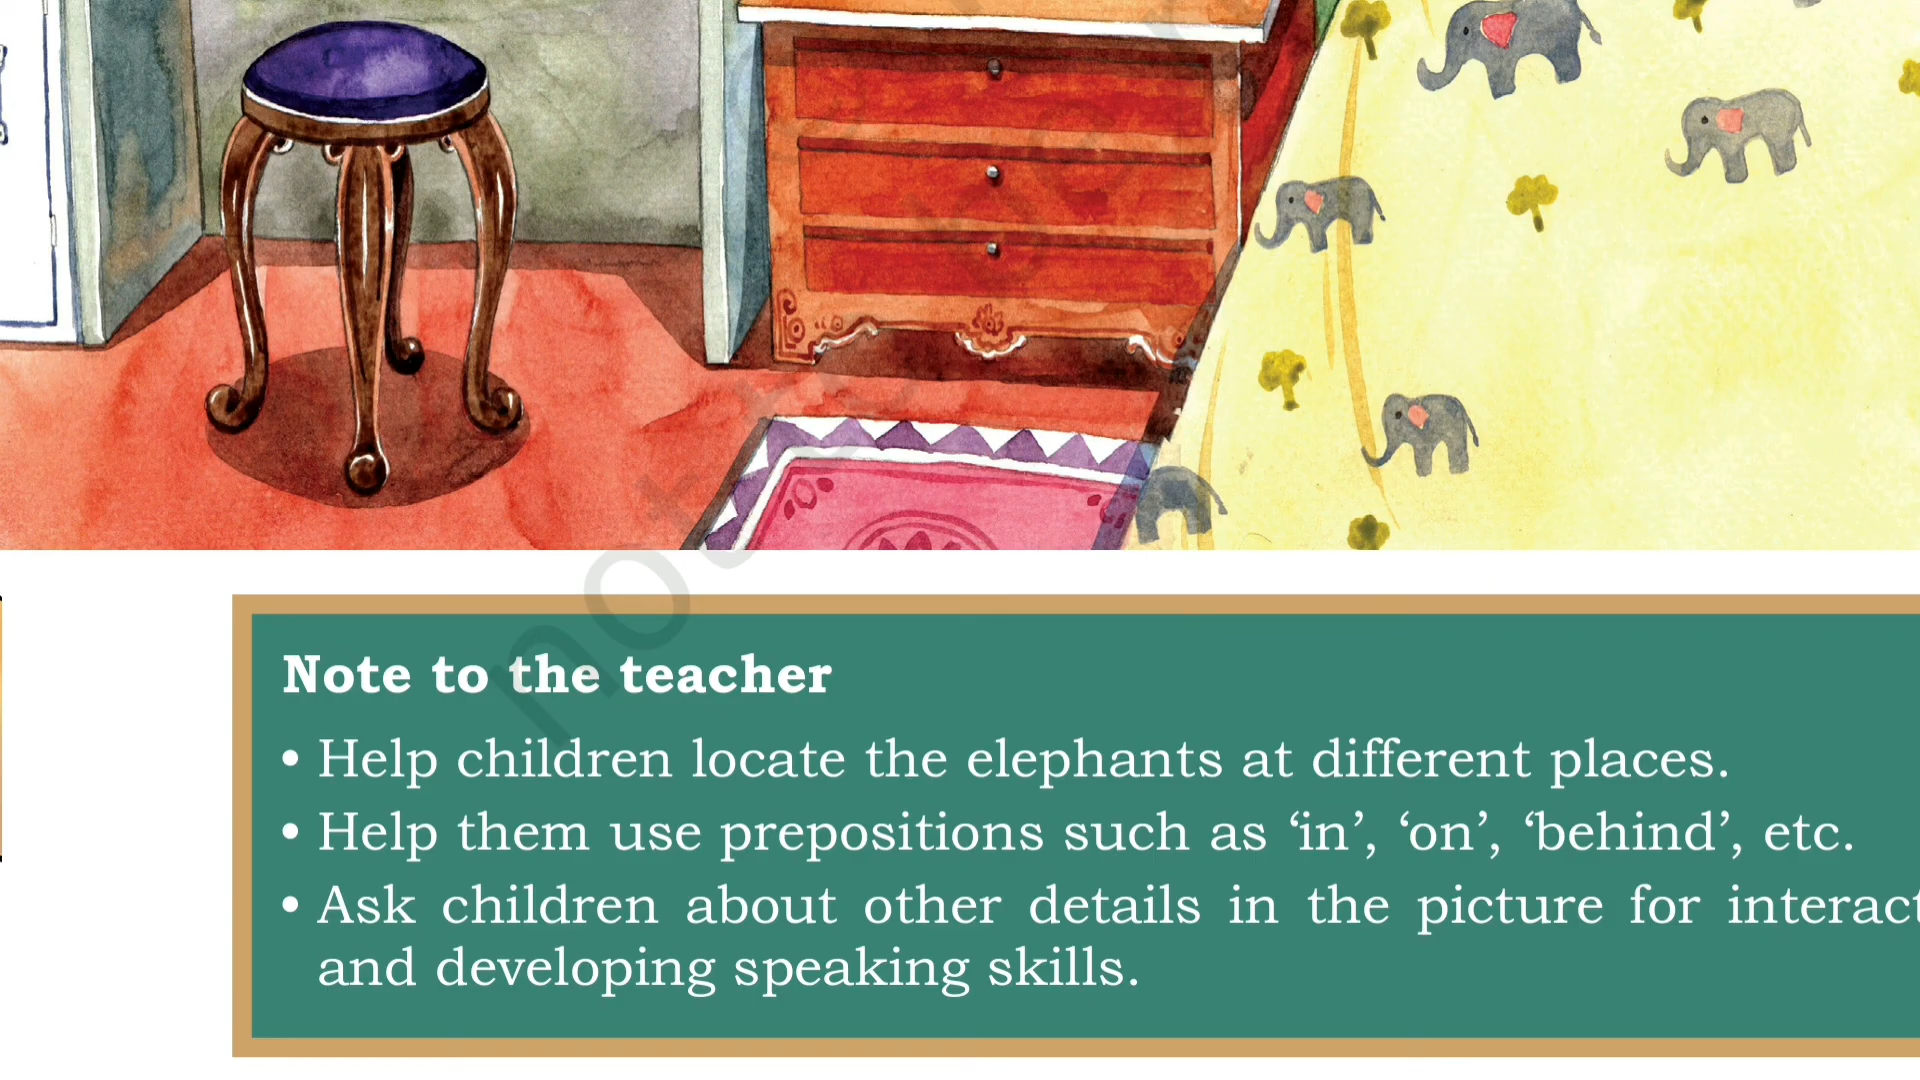 Note to the teacher
• Help children locate the elephants at different places.
• Help them use prepositions such as ‘in’, ‘on’, ‘behind’, etc.
• Ask children about other details in the picture for interact
and developing speaking skills.
not